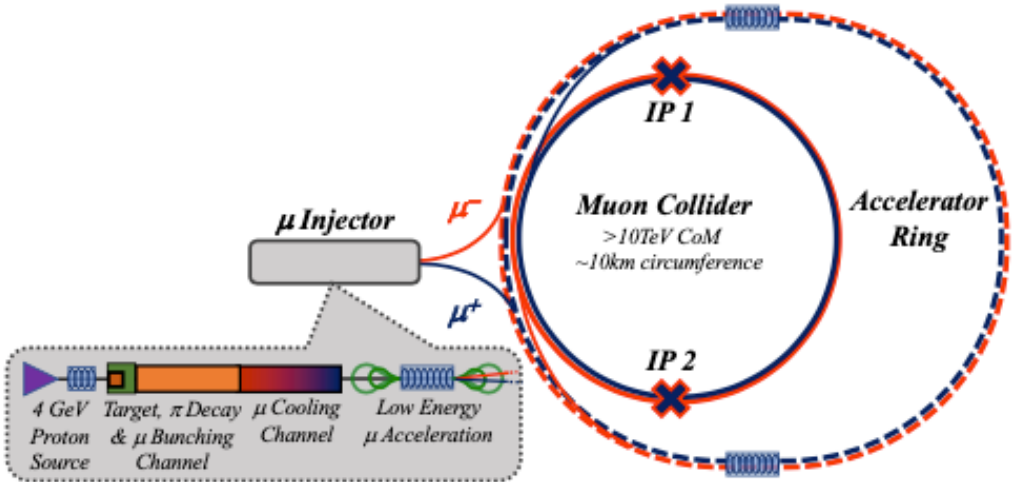 IP 1
Muon Collider
>10TeV CoM
~10km circumference
Accelerator
Ring
μ Injector
μ⁻
μ⁺
IP 2
4 GeV
Proton
Source
Target, π Decay
& μ Bunching
Channel
μ Cooling
Channel
Low Energy
μ Acceleration